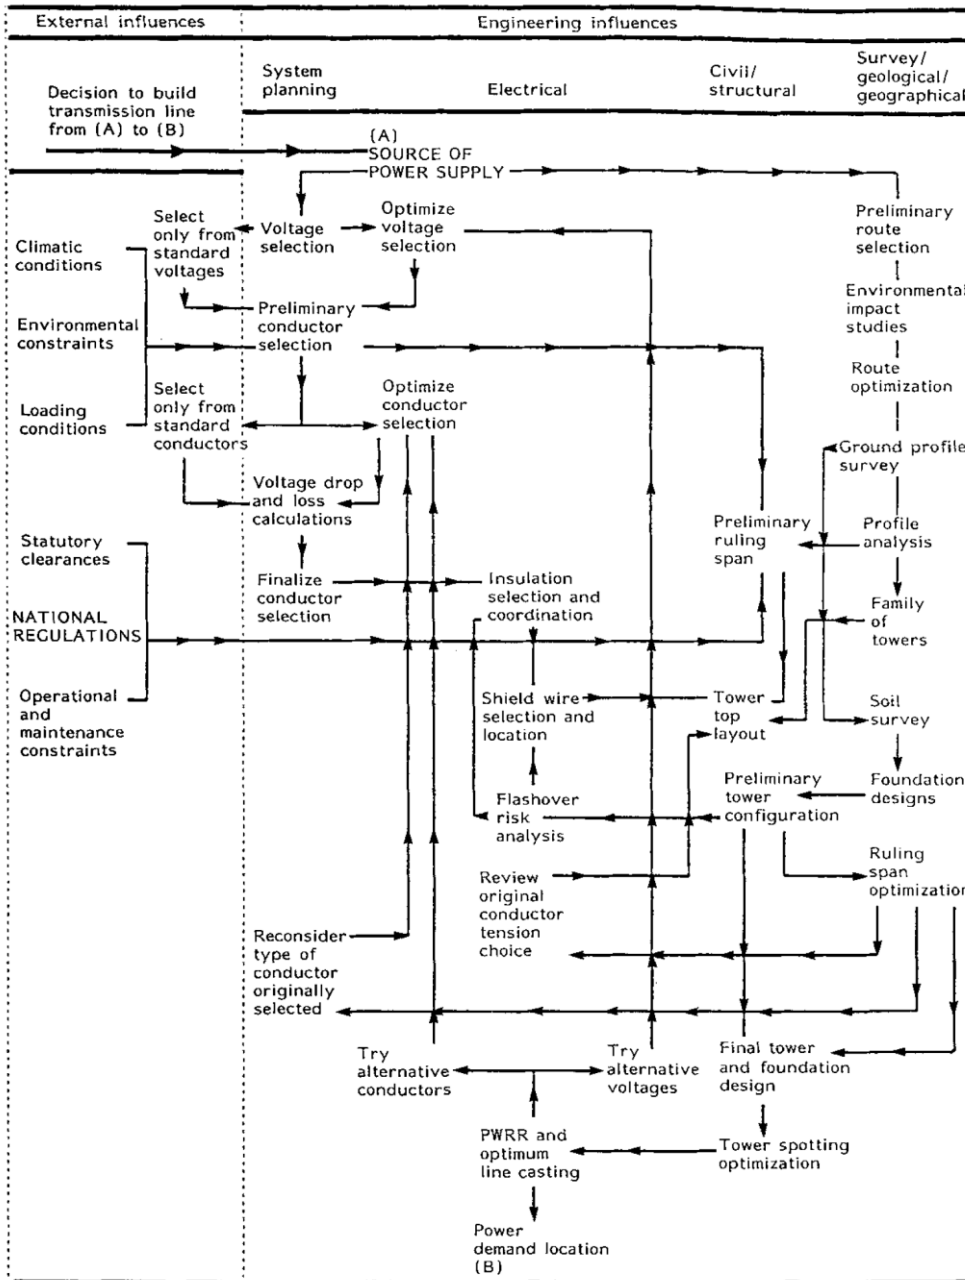 External influences
Engineering influences
System
planning
Electrical
Civil/
structural
Survey/
geological/
geographical
Decision to build
transmission line
from (A) to (B)
(A)
SOURCE OF
POWER SUPPLY
Select
only from
standard
voltages
Voltage
selection
Optimize
voltage
selection
Preliminary
route
selection
Climatic
conditions
Environmental
impact
studies
Environmental
constraints
Preliminary
conductor
selection
Route
optimization
Loading
conditions
Select
only from
standard
conductors
Optimize
conductor
selection
Ground profile
survey
Voltage drop
and loss
calculations
Preliminary
ruling
span
Profile
analysis
Statutory
clearances
Finalize
conductor
selection
Insulation
selection and
coordination
Family
of
towers
NATIONAL
REGULATIONS
Operational
and
maintenance
constraints
Shield wire
selection and
location
Tower
top
layout
Soil
survey
Flashover
risk
analysis
Preliminary
tower
configuration
Foundation
designs
Review
original
conductor
tension
choice
Ruling
span
optimization
Reconsider
type of
conductor
originally
selected
Try
alternative
conductors
Try
alternative
voltages
Final tower
and foundation
design
PWRR and
optimum
line casting
Tower spotting
optimization
Power
demand location
(B)